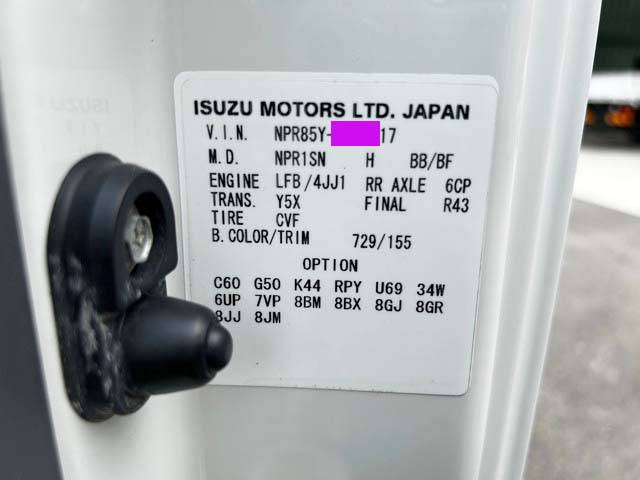 ISUZU MOTORS LTD. JAPAN
V.I.N. NPR85Y- 17
M.D. NPR1SN H BB/BF
ENGINE LFB/4JJ1 RR AXLE 6CP
TRANS. Y5X FINAL R43
TIRE CVF
B.COLOR/TRIM 729/155
OPTION
C60 G50 K44 RPY U69 34W
6UP 7VP 8BM 8BX 8GJ 8GR
8JJ 8JM